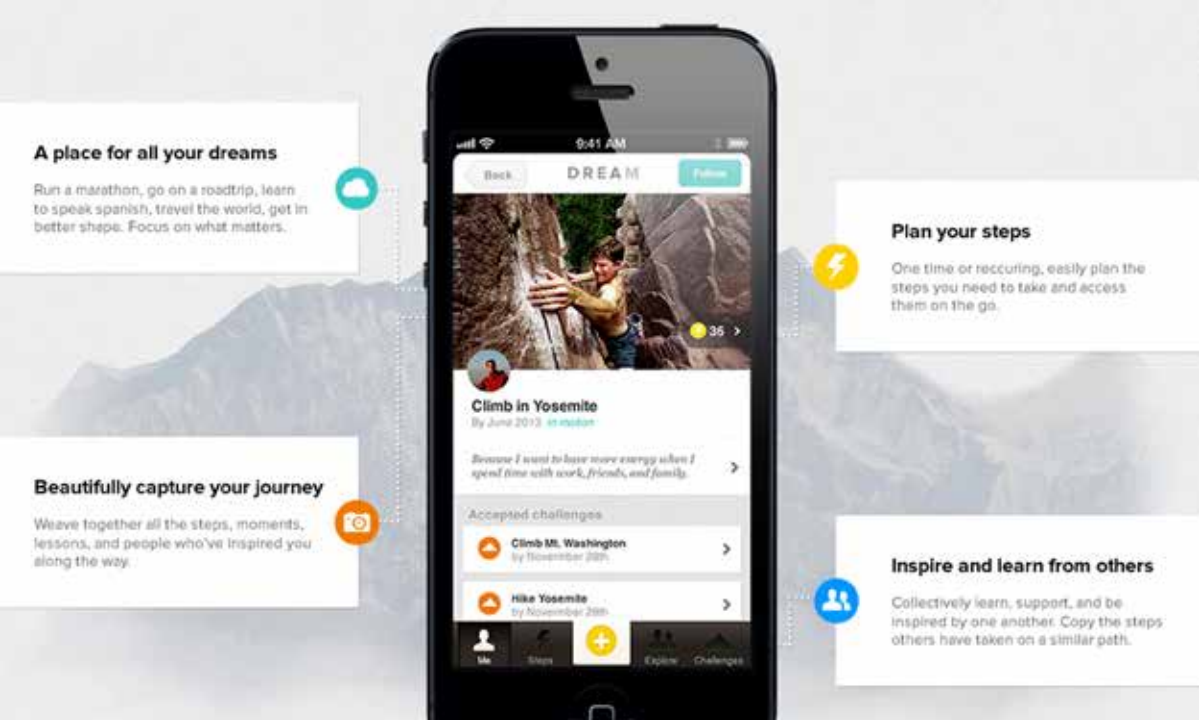 A place for all your dreams
Run a marathon, go on a roadtrip, learn
to speak spanish, travel the world, get in
better shape. Focus on what matters.
Beautifully capture your journey
Weave together all the steps, moments,
lessons, and people who've inspired you
along the way.
9:41 AM
Back
DREAM
Follow
36
Climb in Yosemite
By June 2013 in motion
Because I want to have more energy when I
spend time with work, friends, and family.
Accepted challenges
Climb Mt. Washington
by November 28th
Hike Yosemite
by November 28th
Me
Steps
Explore
Challenges
Plan your steps
One time or reccuring, easily plan the
steps you need to take and access
them on the go.
Inspire and learn from others
Collectively learn, support, and be
inspired by one another. Copy the steps
others have taken on a similar path.